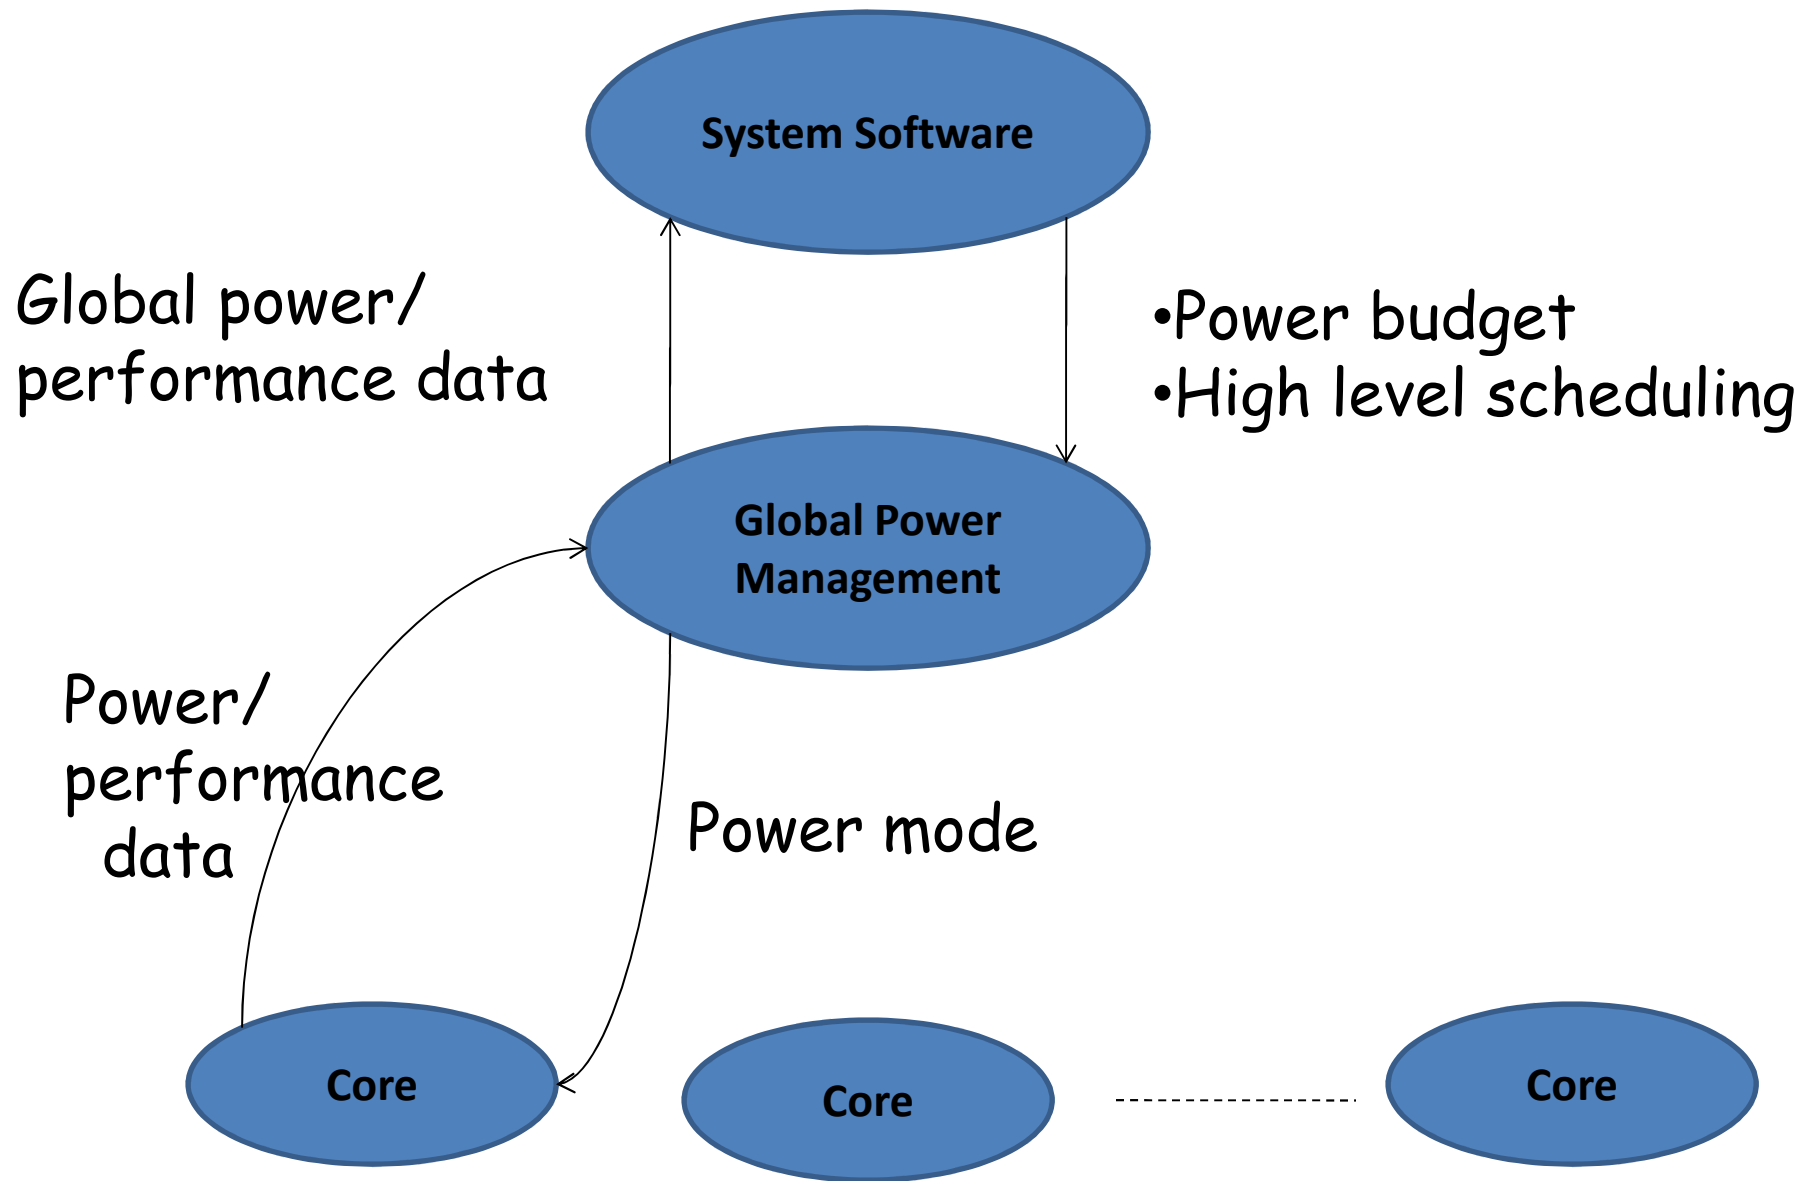 System Software
Global power/
performance data
•Power budget
•High level scheduling
Global Power
Management
Power/
performance
data
Power mode
Core
Core
Core